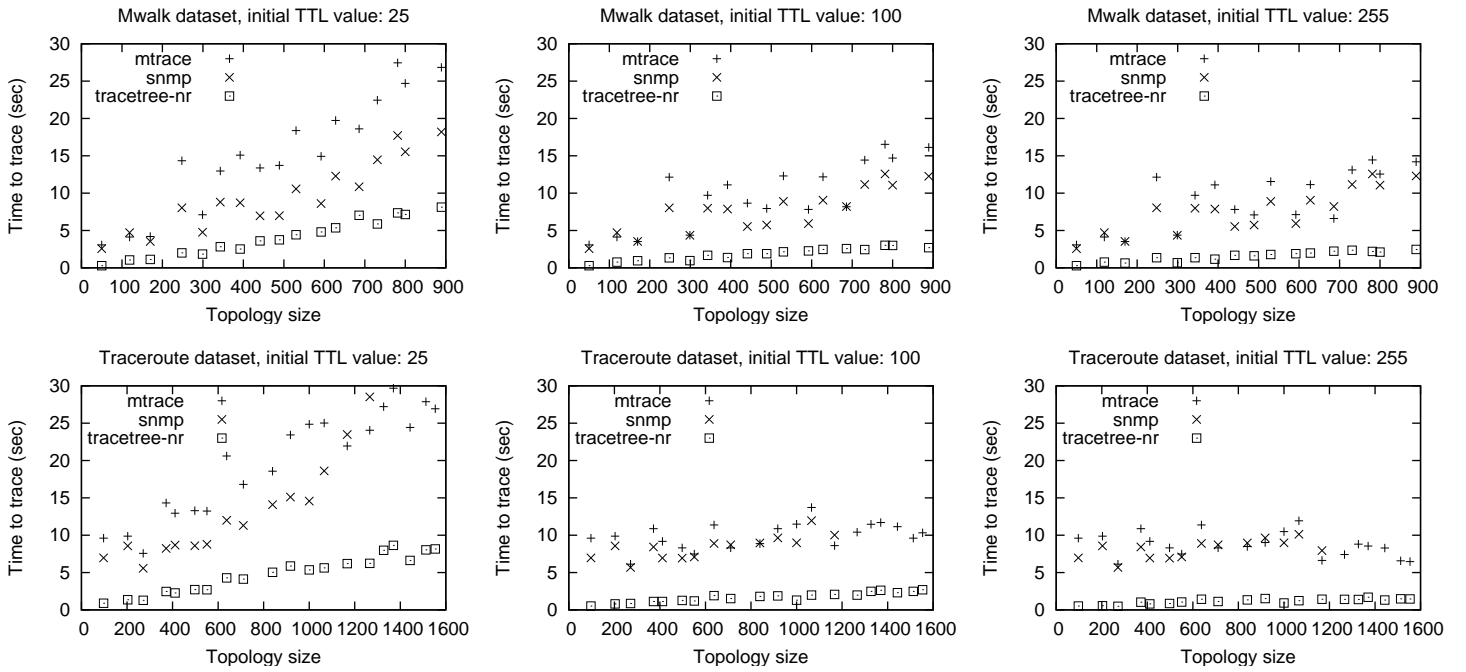 Mwalk dataset, initial TTL value: 25
Time to trace (sec)
30
25
20
15
10
5
0
mtrace
snmp
tracetree-nr
0 100 200 300 400 500 600 700 800 900
Topology size
Mwalk dataset, initial TTL value: 100
Time to trace (sec)
30
25
20
15
10
5
0
mtrace
snmp
tracetree-nr
0 100 200 300 400 500 600 700 800 900
Topology size
Mwalk dataset, initial TTL value: 255
Time to trace (sec)
30
25
20
15
10
5
0
mtrace
snmp
tracetree-nr
0 100 200 300 400 500 600 700 800 900
Topology size
Traceroute dataset, initial TTL value: 25
Time to trace (sec)
30
25
20
15
10
5
0
mtrace
snmp
tracetree-nr
0 200 400 600 800 1000 1200 1400 1600
Topology size
Traceroute dataset, initial TTL value: 100
Time to trace (sec)
30
25
20
15
10
5
0
mtrace
snmp
tracetree-nr
0 200 400 600 800 1000 1200 1400 1600
Topology size
Traceroute dataset, initial TTL value: 255
Time to trace (sec)
30
25
20
15
10
5
0
mtrace
snmp
tracetree-nr
0 200 400 600 800 1000 1200 1400 1600
Topology size